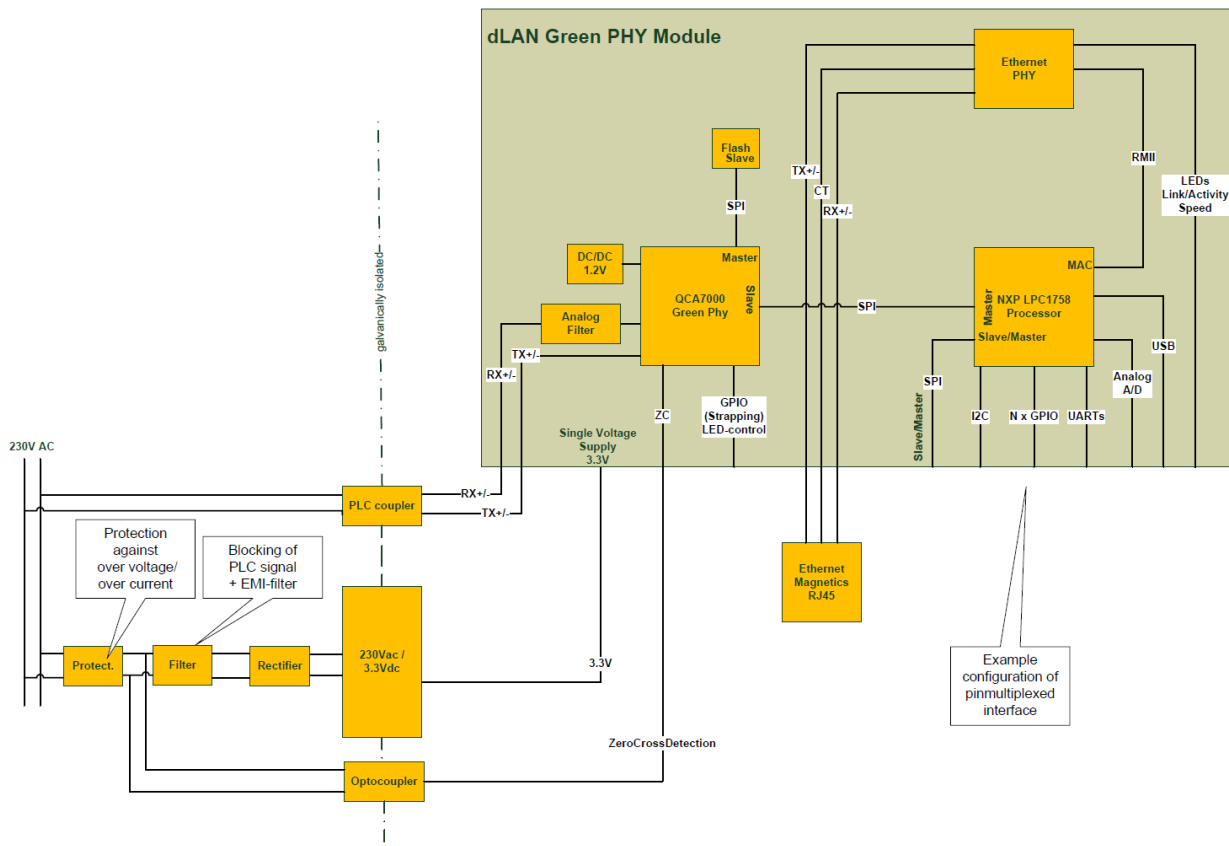 dLAN Green PHY Module
Ethernet
PHY
Flash
Slave
TX+/-
CT
RX+/-
RMII
LEDs
Link/Activity
Speed
SPI
DC/DC
1.2V
Master
QCA7000
Green Phy
Slave
Analog
Filter
SPI
MAC
Master
NXP LPC1758
Processor
Slave/Master
USB
Analog
A/D
SPI
Slave/Master
I2C
N x GPIO
UARTs
RX+/-
TX+/-
ZC
GPIO
(Strapping)
LED-control
galvanically isolated
Single Voltage
Supply
3.3V
230V AC
PLC coupler
RX+/-
TX+/-
Protection
against
over voltage/
over current
Blocking of
PLC signal
+ EMI-filter
Ethernet
Magnetics
RJ45
Protect.
Filter
Rectifier
230Vac /
3.3Vdc
3.3V
Example
configuration of
pinmultiplexed
interface
ZeroCrossDetection
Optocoupler